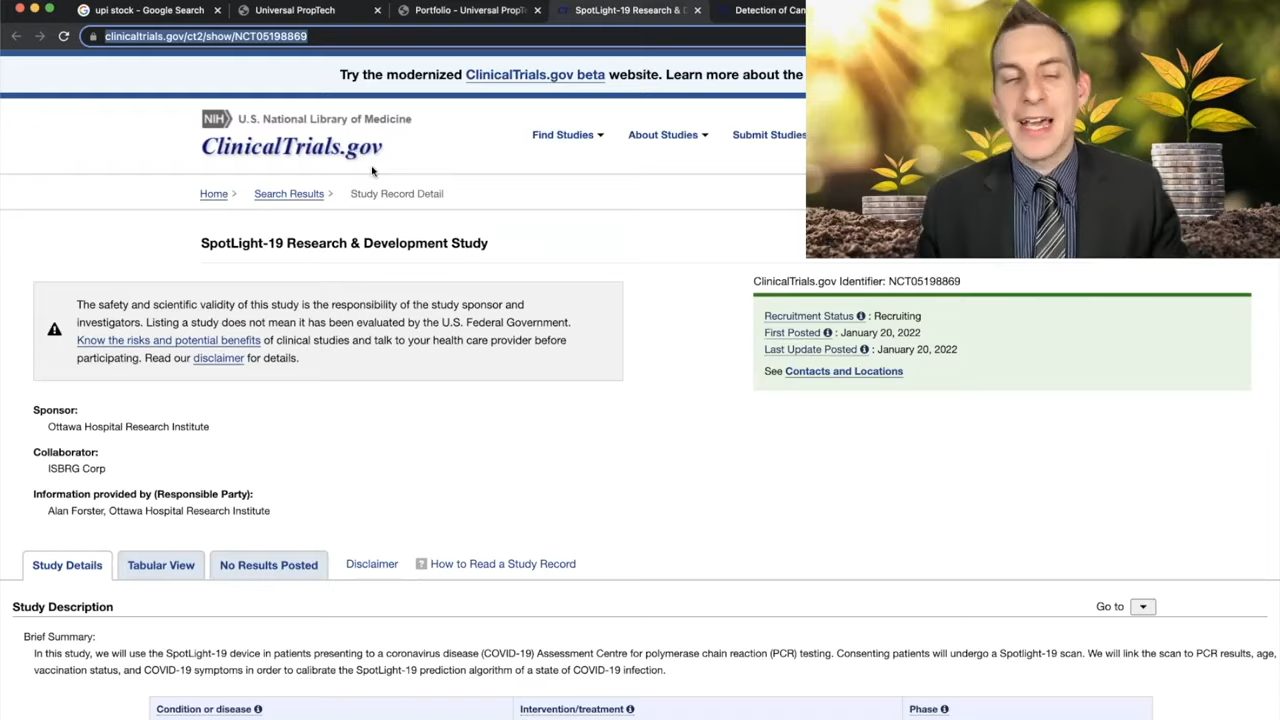 upi stock - Google Search
Universal PropTech
Portfolio - Universal PropT
SpotLight-19 Research & D
Detection of Can
clinicaltrials.gov/ct2/show/NCT05198869
Try the modernized ClinicalTrials.gov beta website. Learn more about the
NIH U.S. National Library of Medicine
ClinicalTrials.gov
Find Studies
About Studies
Submit Studies
Home > Search Results > Study Record Detail
SpotLight-19 Research & Development Study
The safety and scientific validity of this study is the responsibility of the study sponsor and
investigators. Listing a study does not mean it has been evaluated by the U.S. Federal Government.
Know the risks and potential benefits of clinical studies and talk to your health care provider before
participating. Read our disclaimer for details.
ClinicalTrials.gov Identifier: NCT05198869
Recruitment Status : Recruiting
First Posted : January 20, 2022
Last Update Posted : January 20, 2022
See Contacts and Locations
Sponsor:
Ottawa Hospital Research Institute
Collaborator:
ISBRG Corp
Information provided by (Responsible Party):
Alan Forster, Ottawa Hospital Research Institute
Study Details
Tabular View
No Results Posted
Disclaimer
? How to Read a Study Record
Study Description
Go to
Brief Summary:
In this study, we will use the SpotLight-19 device in patients presenting to a coronavirus disease (COVID-19) Assessment Centre for polymerase chain reaction (PCR) testing. Consenting patients will undergo a Spotlight-19 scan. We will link the scan to PCR results, age,
vaccination status, and COVID-19 symptoms in order to calibrate the SpotLight-19 prediction algorithm of a state of COVID-19 infection.
Condition or disease
Intervention/treatment
Phase